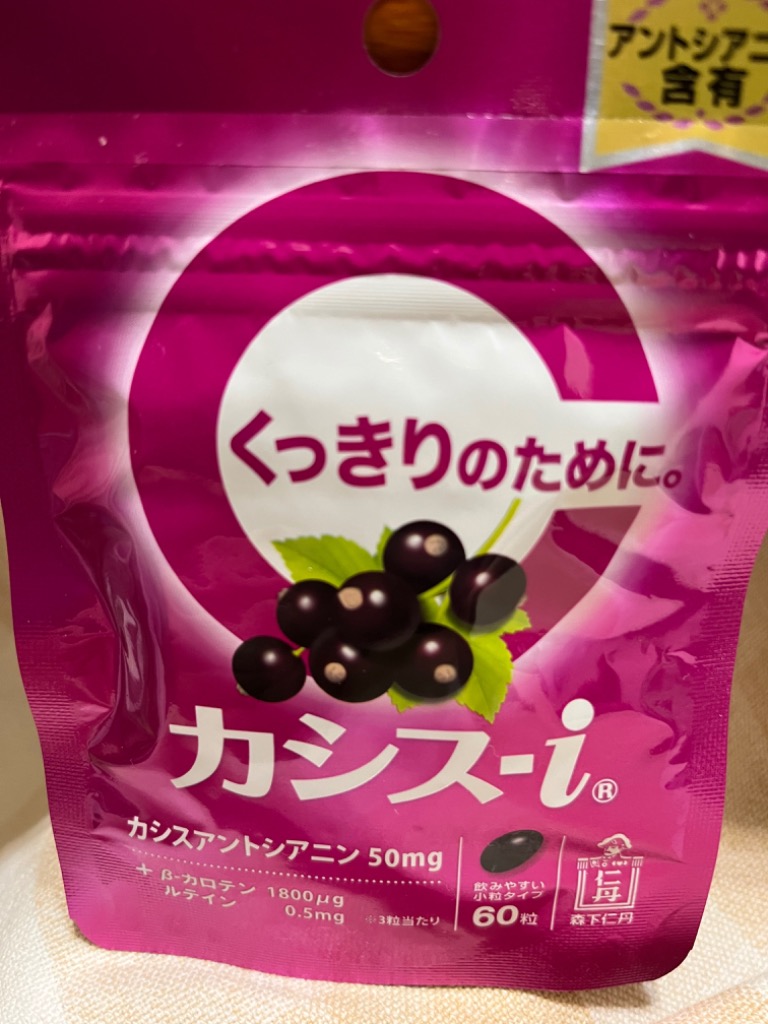 アントシアニ
含有
くっきりのために。
カシス-i®
カシスアントシアニン 50mg
+ β-カロテン 1800μg
ルテイン 0.5mg ※3粒当たり
飲みやすい
小粒タイプ
60粒
仁丹
森下仁丹